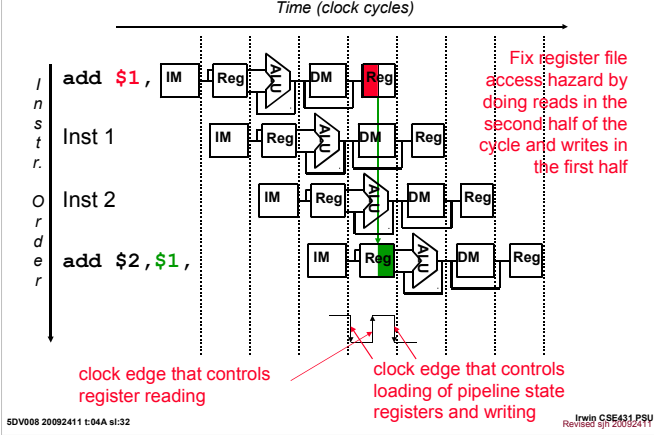 Time (clock cycles)
I
n
s
t
r.
O
r
d
e
r
add $1,
IM
Reg
ALU
DM
Reg
Fix register file
access hazard by
doing reads in the
second half of the
cycle and writes in
the first half
Inst 1
IM
Reg
ALU
DM
Reg
Inst 2
IM
Reg
ALU
DM
Reg
add $2,$1,
IM
Reg
ALU
DM
Reg
clock edge that controls
register reading
clock edge that controls
loading of pipeline state
registers and writing
5DV008 20092411 t:04A sl:32
Irwin CSE431 PSU
Revised sjh 20092411